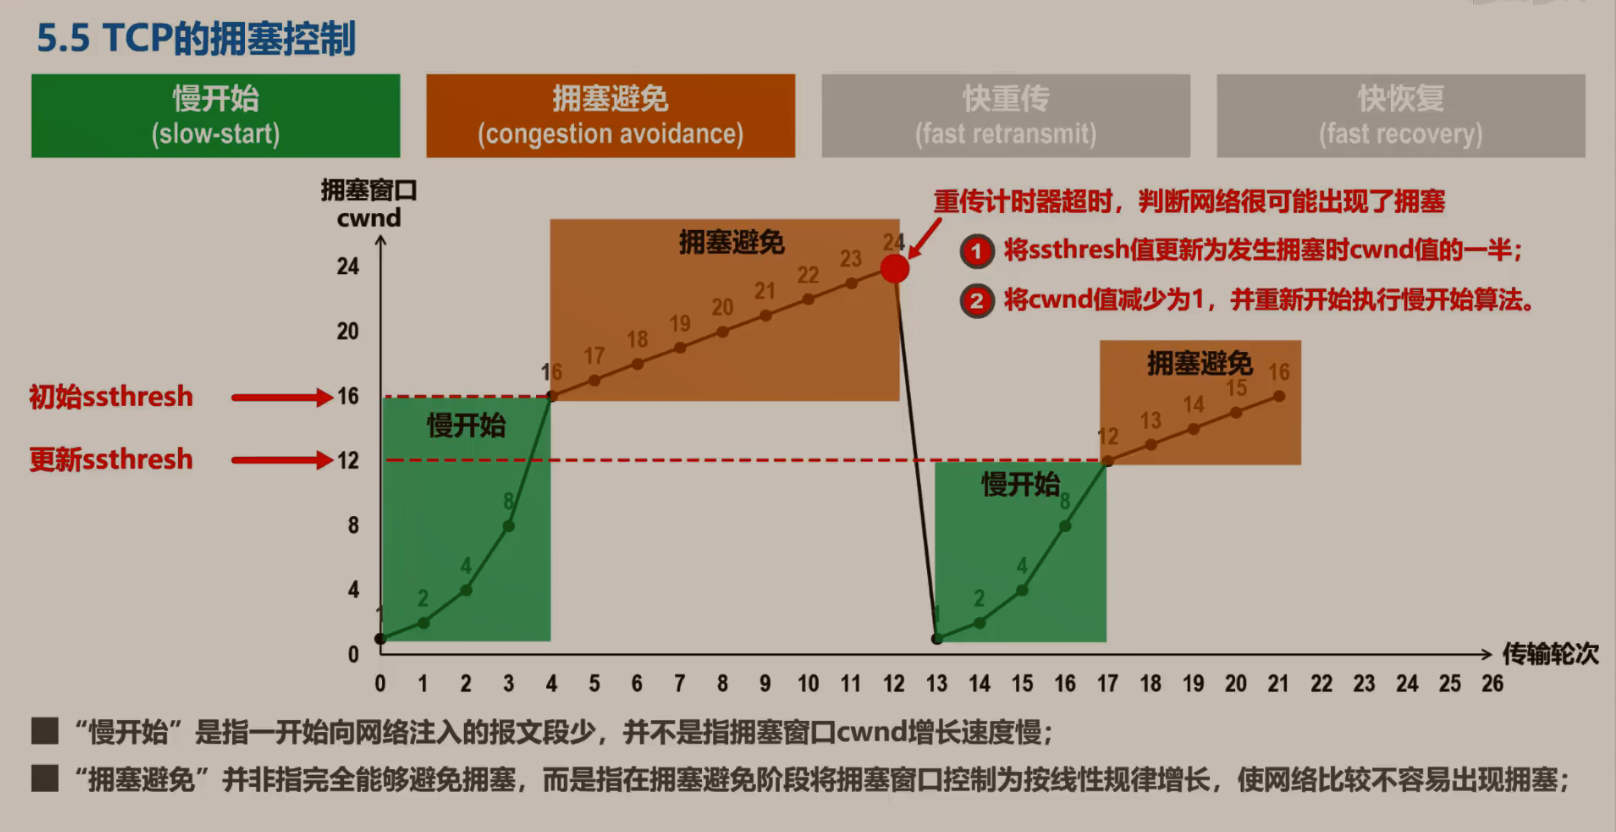 5.5 TCP的拥塞控制
慢开始
(slow-start)
拥塞避免
(congestion avoidance)
快重传
(fast retransmit)
快恢复
(fast recovery)
拥塞窗口
cwnd
重传计时器超时，判断网络很可能出现了拥塞
1 将ssthresh值更新为发生拥塞时cwnd值的一半；
2 将cwnd值减少为1，并重新开始执行慢开始算法。
初始ssthresh
更新ssthresh
24
20
16
12
8
4
0
慢开始
1
2
4
8
拥塞避免
16
17
18
19
20
21
22
23
24
慢开始
1
2
4
8
拥塞避免
12
13
14
15
16
0 1 2 3 4 5 6 7 8 9 10 11 12 13 14 15 16 17 18 19 20 21 22 23 24 25 26
传输轮次
“慢开始”是指一开始向网络注入的报文段少，并不是指拥塞窗口cwnd增长速度慢；
“拥塞避免”并非指完全能够避免拥塞，而是指在拥塞避免阶段将拥塞窗口控制为按线性规律增长，使网络比较不容易出现拥塞；